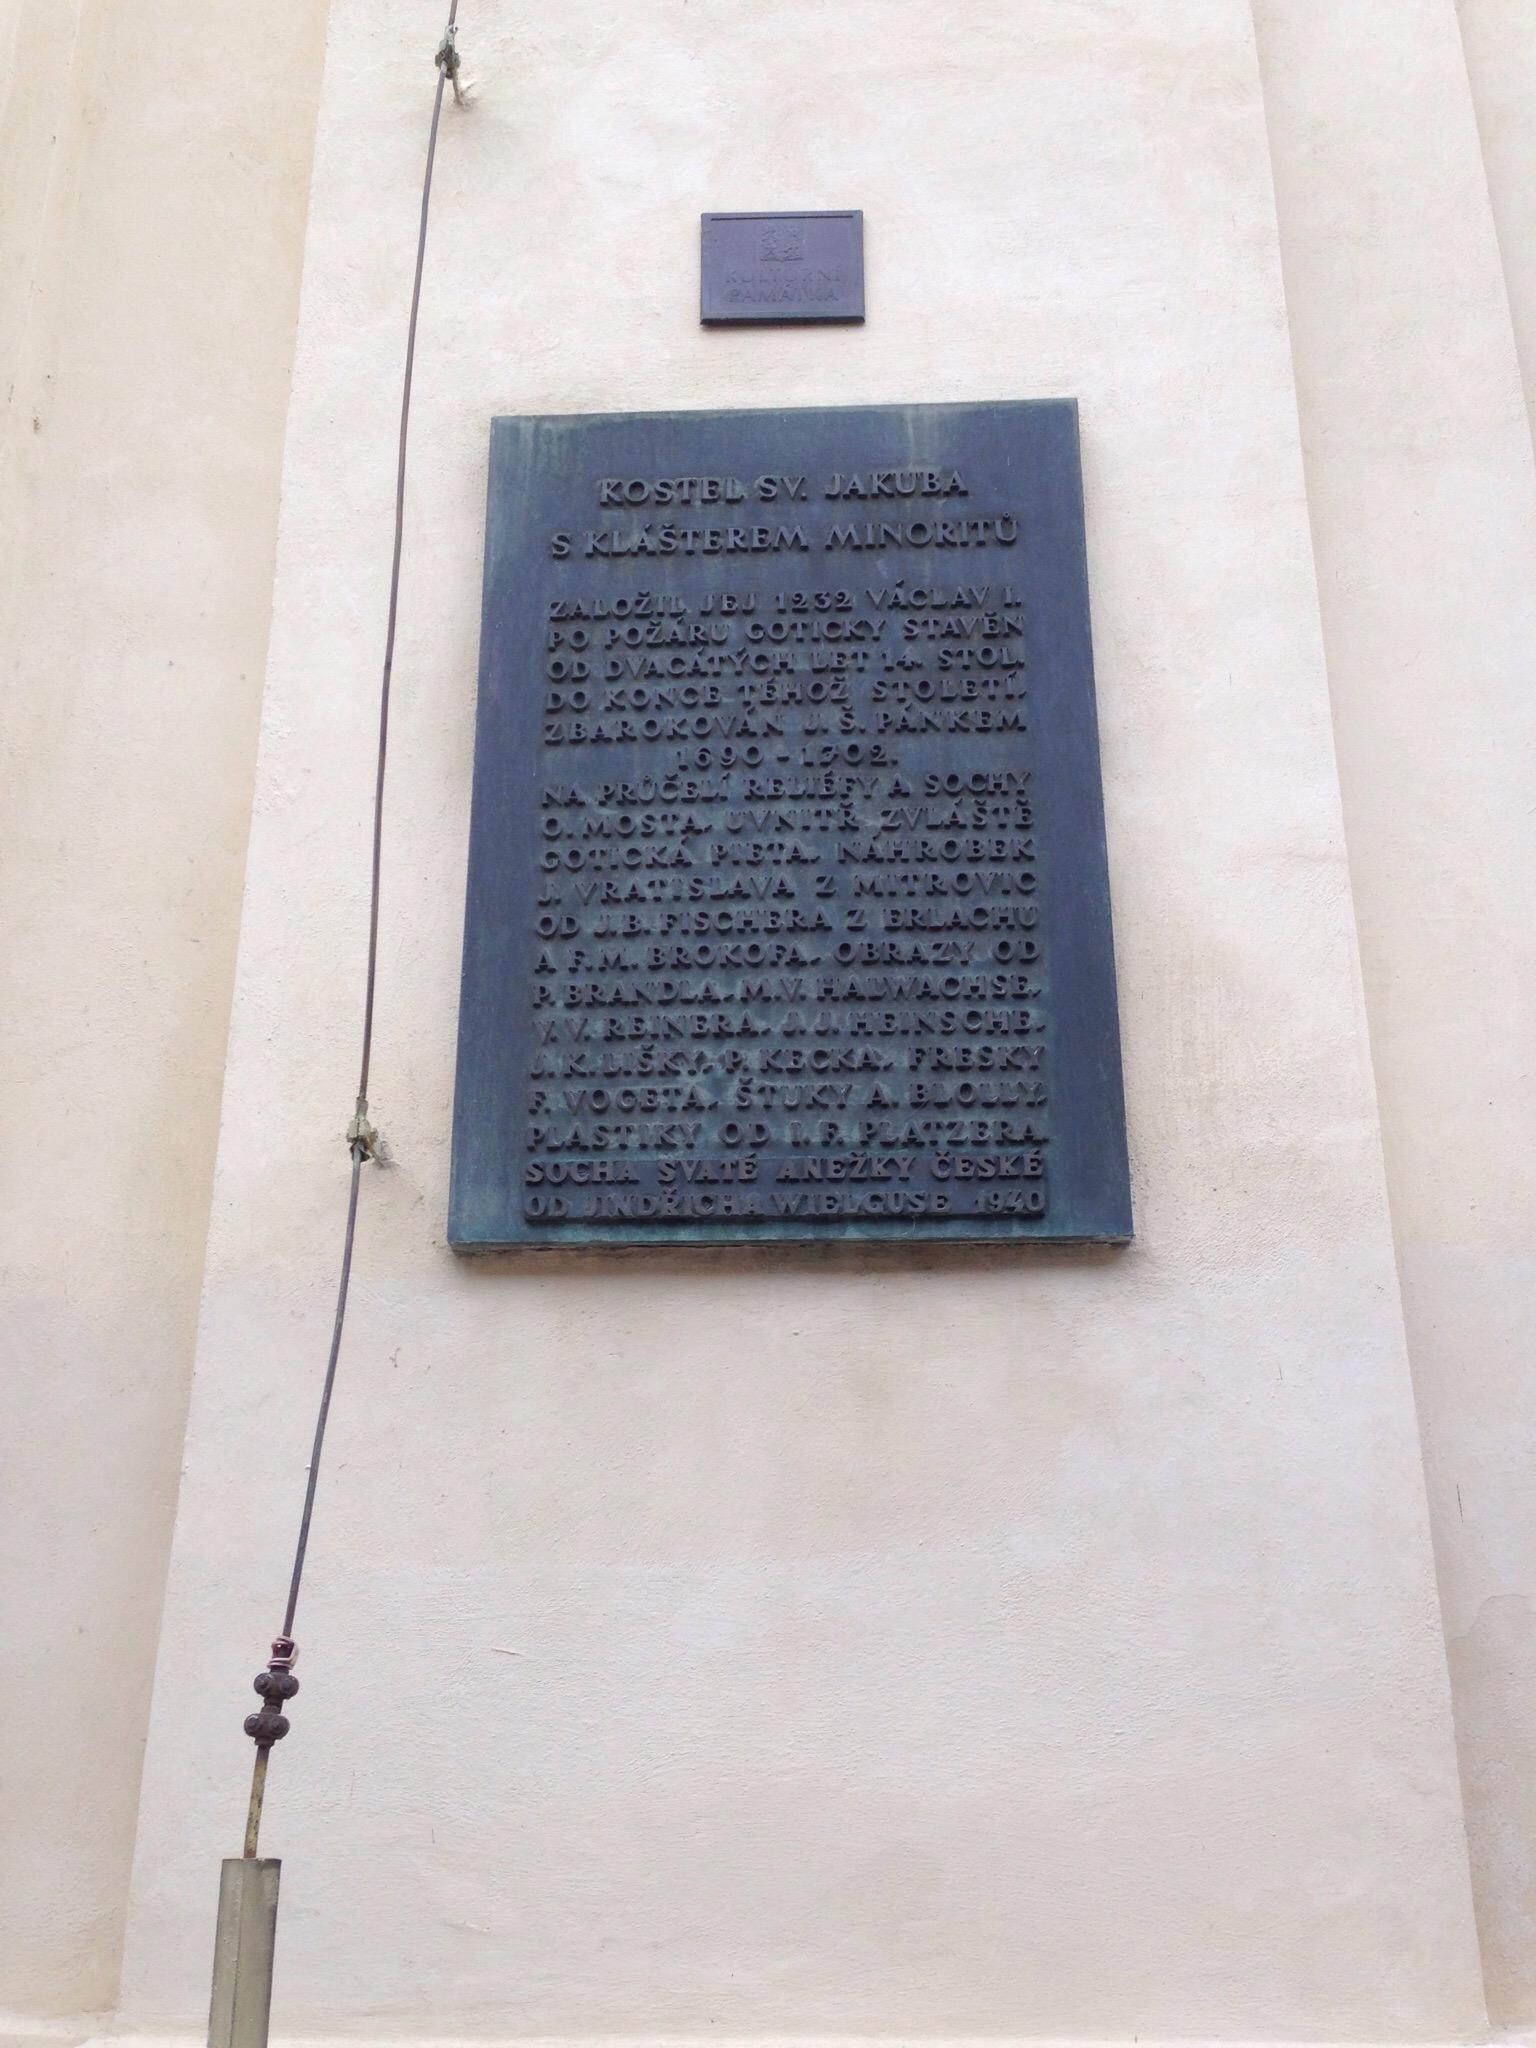 KULTURNÍ
PAMÁTKA
KOSTEL SV. JAKUBA
S KLÁŠTEREM MINORITŮ
ZALOŽIL JEJ 1232 VÁCLAV I.
PO POŽÁRU GOTICKY STAVĚN
OD DVACÁTÝCH LET 14. STOL.
DO KONCE TÉHOŽ STOLETÍ,
ZBAROKOVÁN J. Š. PÁNKEM
1690 - 1702.
NA PRŮČELÍ RELIÉFY A SOCHY
O. MOSTA, UVNITŘ ZVLÁŠTĚ
GOTICKÁ PIETA, NÁHROBEK
J. VRATISLAVA Z MITROVIC
OD J.B. FISCHERA Z ERLACHU
A F.M. BROKOFA, OBRAZY OD
P. BRANDLA, M.V. HALWACHSE,
V.V. REJNERA, J.J. HEINSCHE,
J.K. LIŠKY, P. KECKA, FRESKY
F. VOGETA, ŠTUKY A. BOLLY,
PLASTIKY OD I.F. PLATZERA.
SOCHA SVATÉ ANEŽKY ČESKÉ
OD JINDŘICHA WIELGUSE 1940